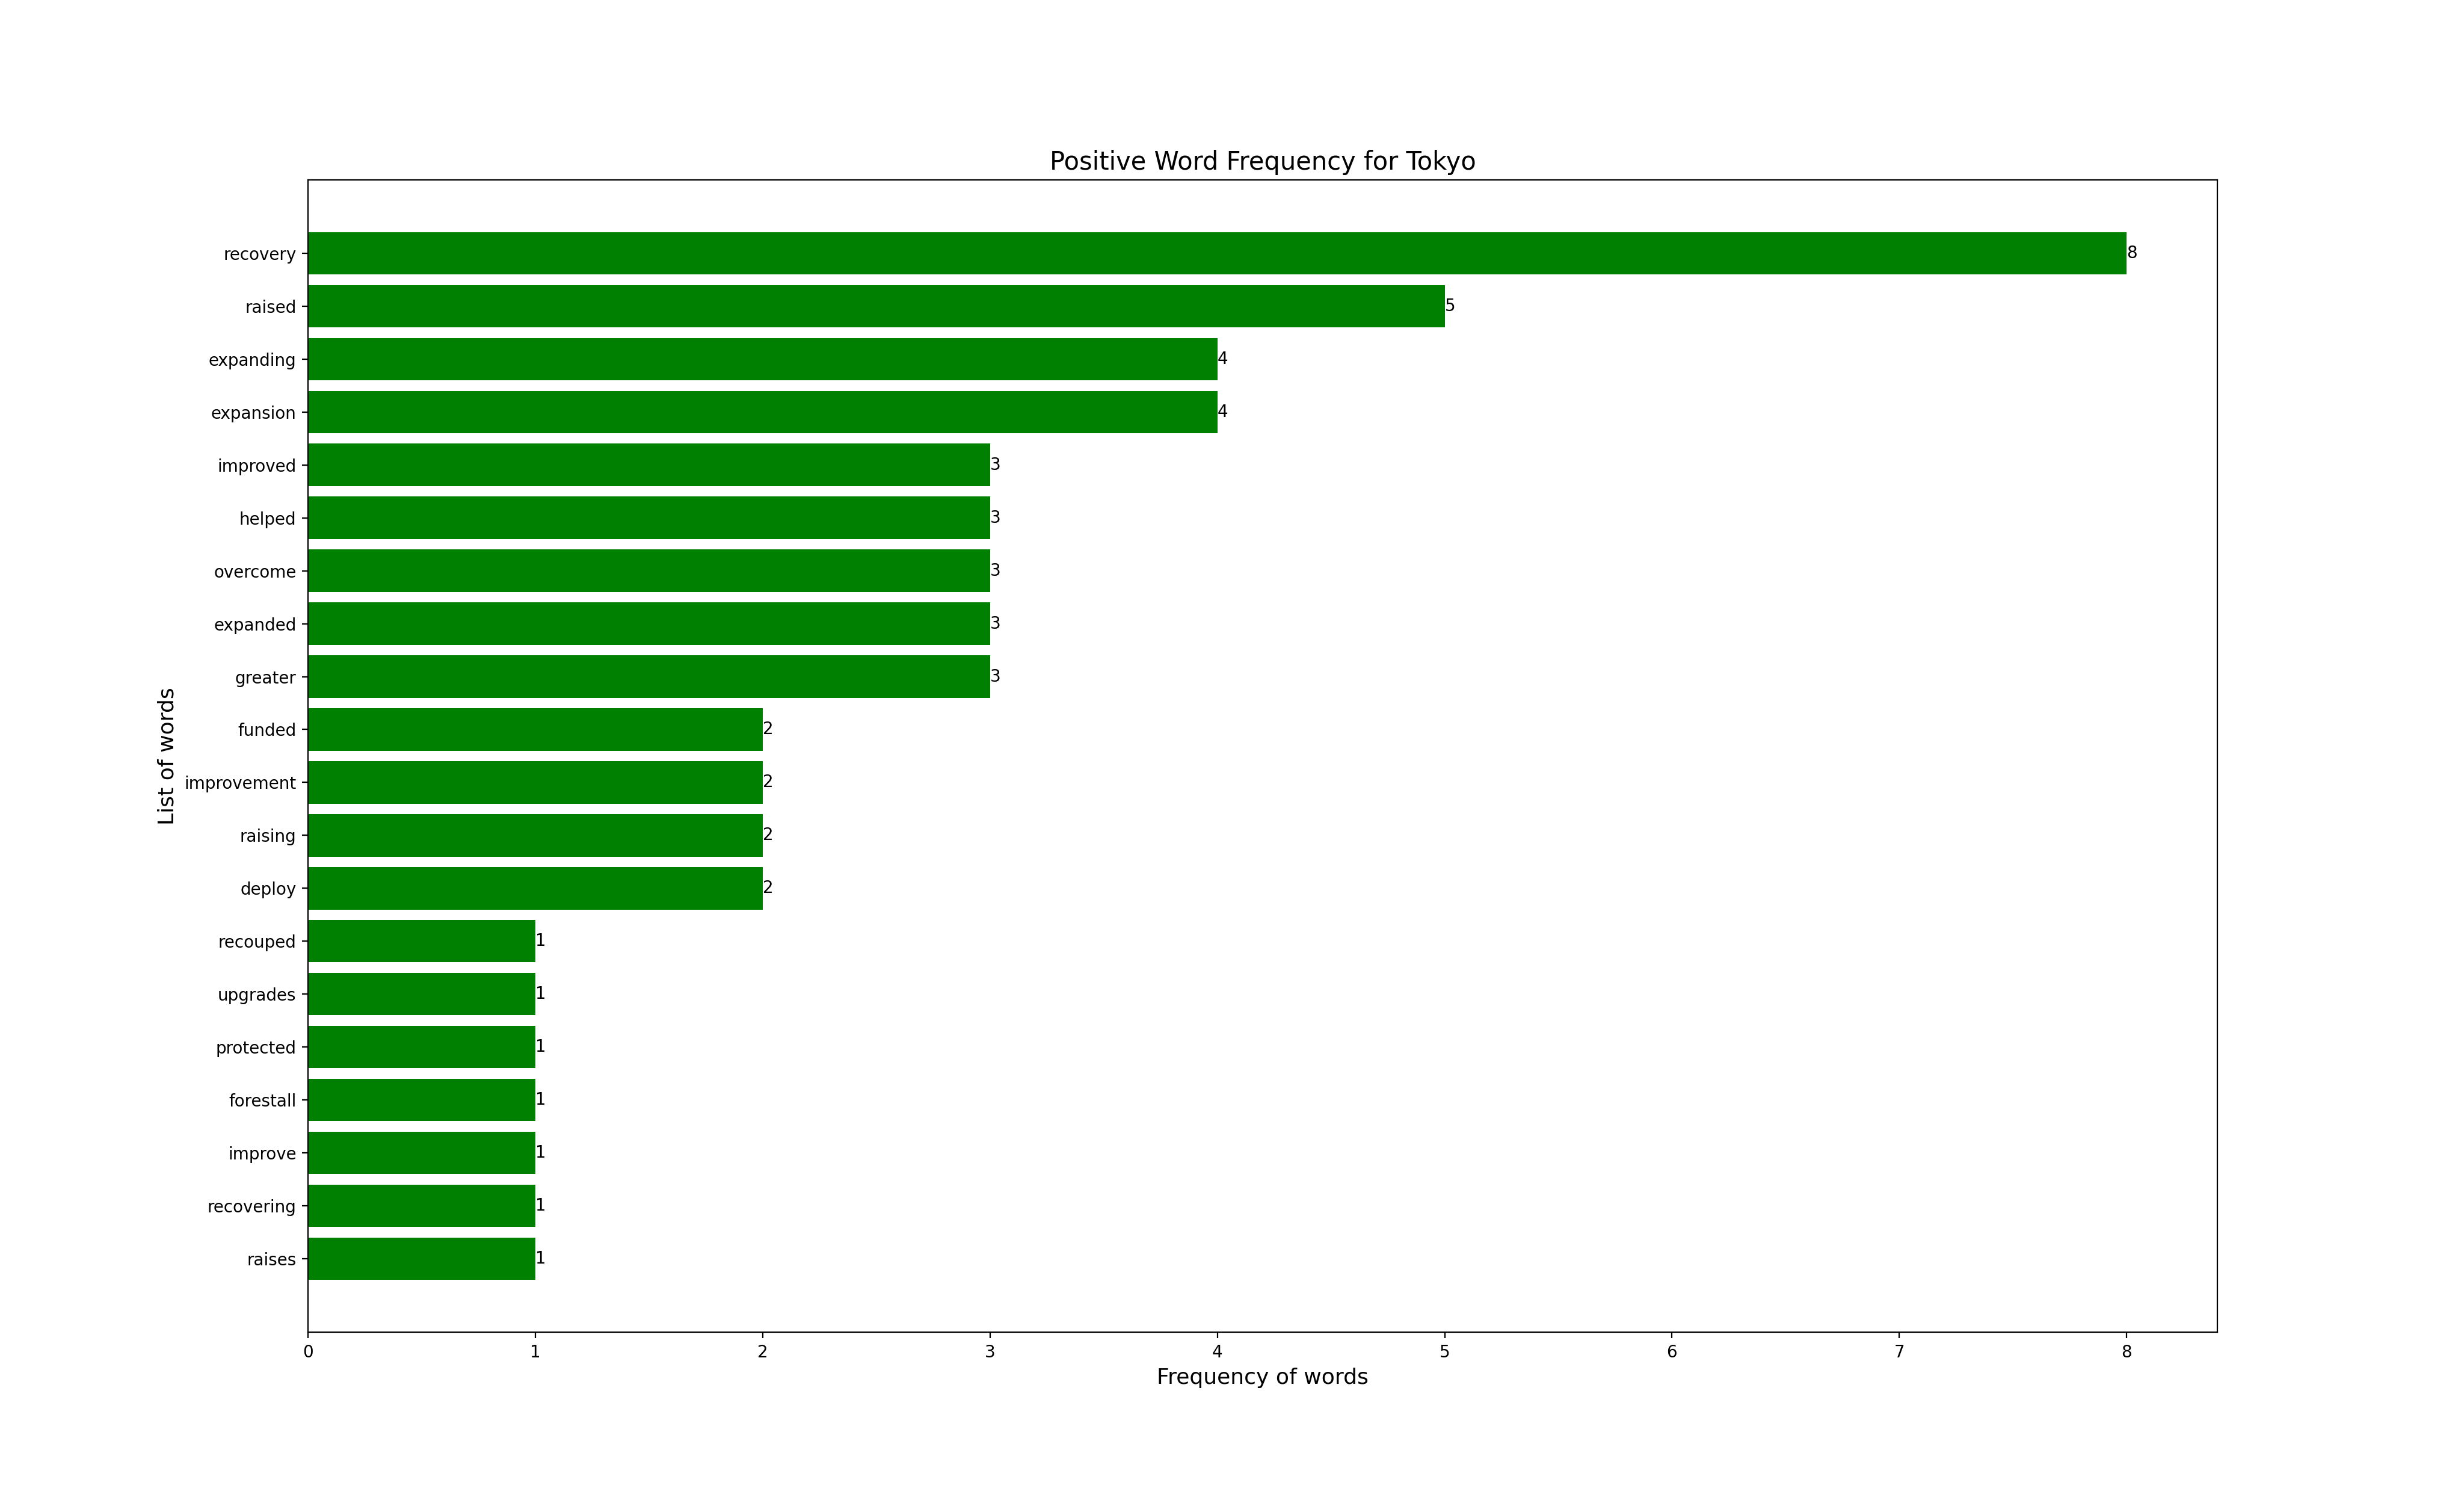 Positive Word Frequency for Tokyo
List of words
recovery 8
raised 5
expanding 4
expansion 4
improved 3
helped 3
overcome 3
expanded 3
greater 3
funded 2
improvement 2
raising 2
deploy 2
recouped 1
upgrades 1
protected 1
forestall 1
improve 1
recovering 1
raises 1
0 1 2 3 4 5 6 7 8
Frequency of words